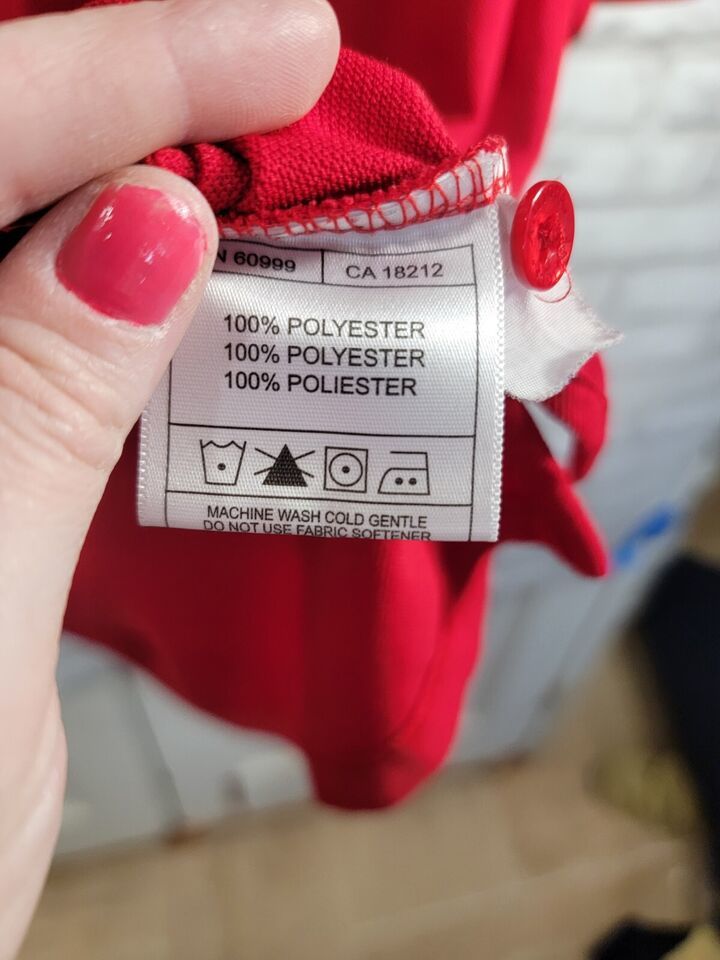 60999 CA 18212
100% POLYESTER
100% POLYESTER
100% POLIESTER
MACHINE WASH COLD GENTLE
DO NOT USE FABRIC SOFTENER